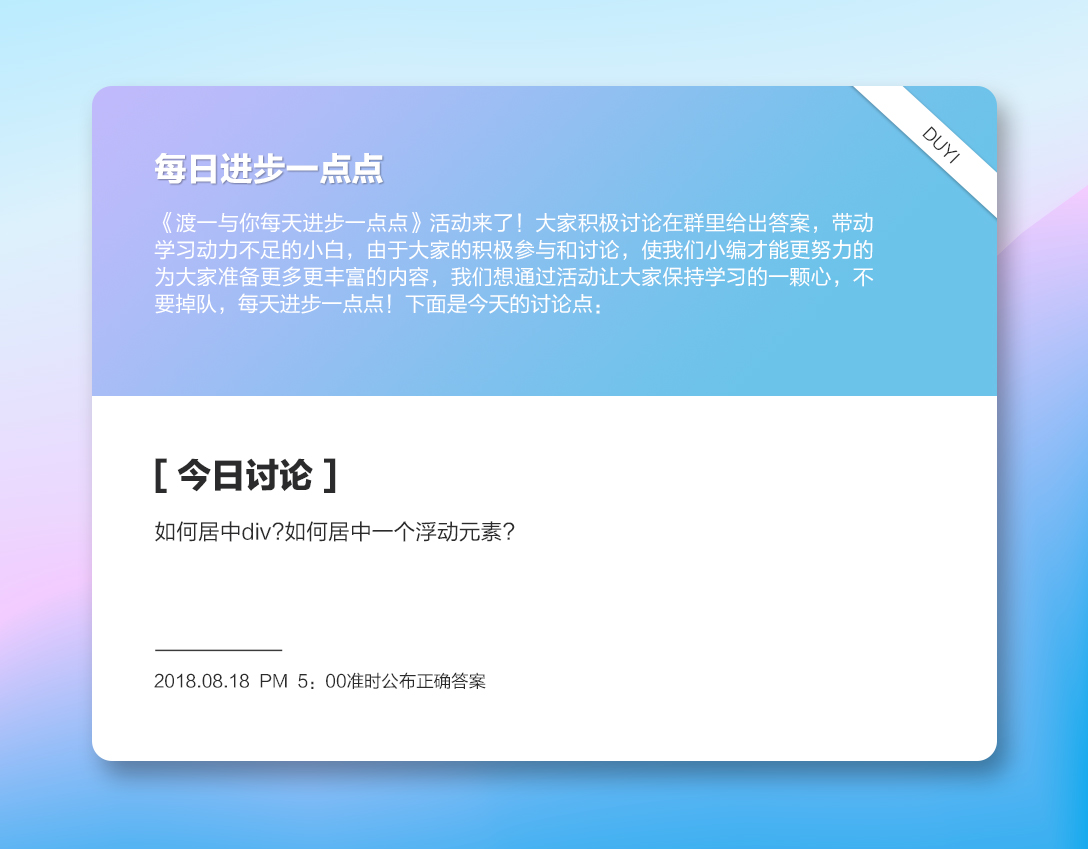 DUYI
每日进步一点点
《渡一与你每天进步一点点》活动来了！大家积极讨论在群里给出答案，带动
学习动力不足的小白，由于大家的积极参与和讨论，使我们小编才能更努力的
为大家准备更多更丰富的内容，我们想通过活动让大家保持学习的一颗心，不
要掉队，每天进步一点点！下面是今天的讨论点：
[ 今日讨论 ]
如何居中div?如何居中一个浮动元素?
2018.08.18 PM 5：00准时公布正确答案